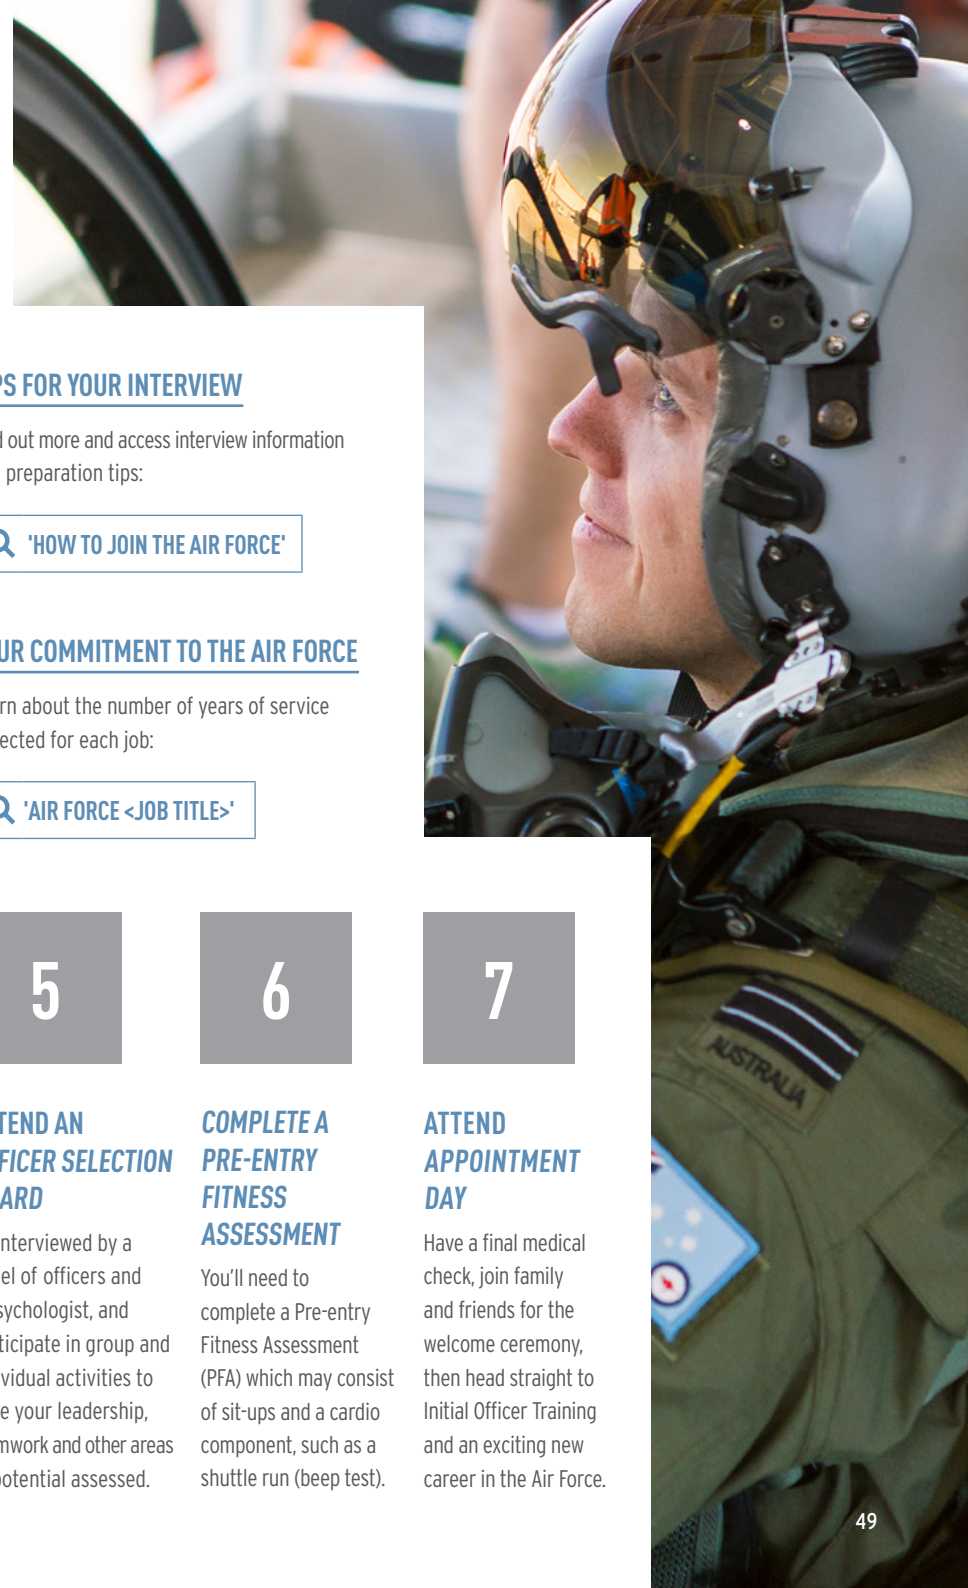 PS FOR YOUR INTERVIEW
d out more and access interview information
preparation tips:
'HOW TO JOIN THE AIR FORCE'
UR COMMITMENT TO THE AIR FORCE
rn about the number of years of service
ected for each job:
'AIR FORCE <JOB TITLE>'
5
TEND AN
FICER SELECTION
ARD
nterviewed by a
el of officers and
sychologist, and
ticipate in group and
vidual activities to
e your leadership,
mwork and other areas
potential assessed.
6
COMPLETE A
PRE-ENTRY
FITNESS
ASSESSMENT
You'll need to
complete a Pre-entry
Fitness Assessment
(PFA) which may consist
of sit-ups and a cardio
component, such as a
shuttle run (beep test).
7
ATTEND
APPOINTMENT
DAY
Have a final medical
check, join family
and friends for the
welcome ceremony,
then head straight to
Initial Officer Training
and an exciting new
career in the Air Force.
AUSTRALIA
49